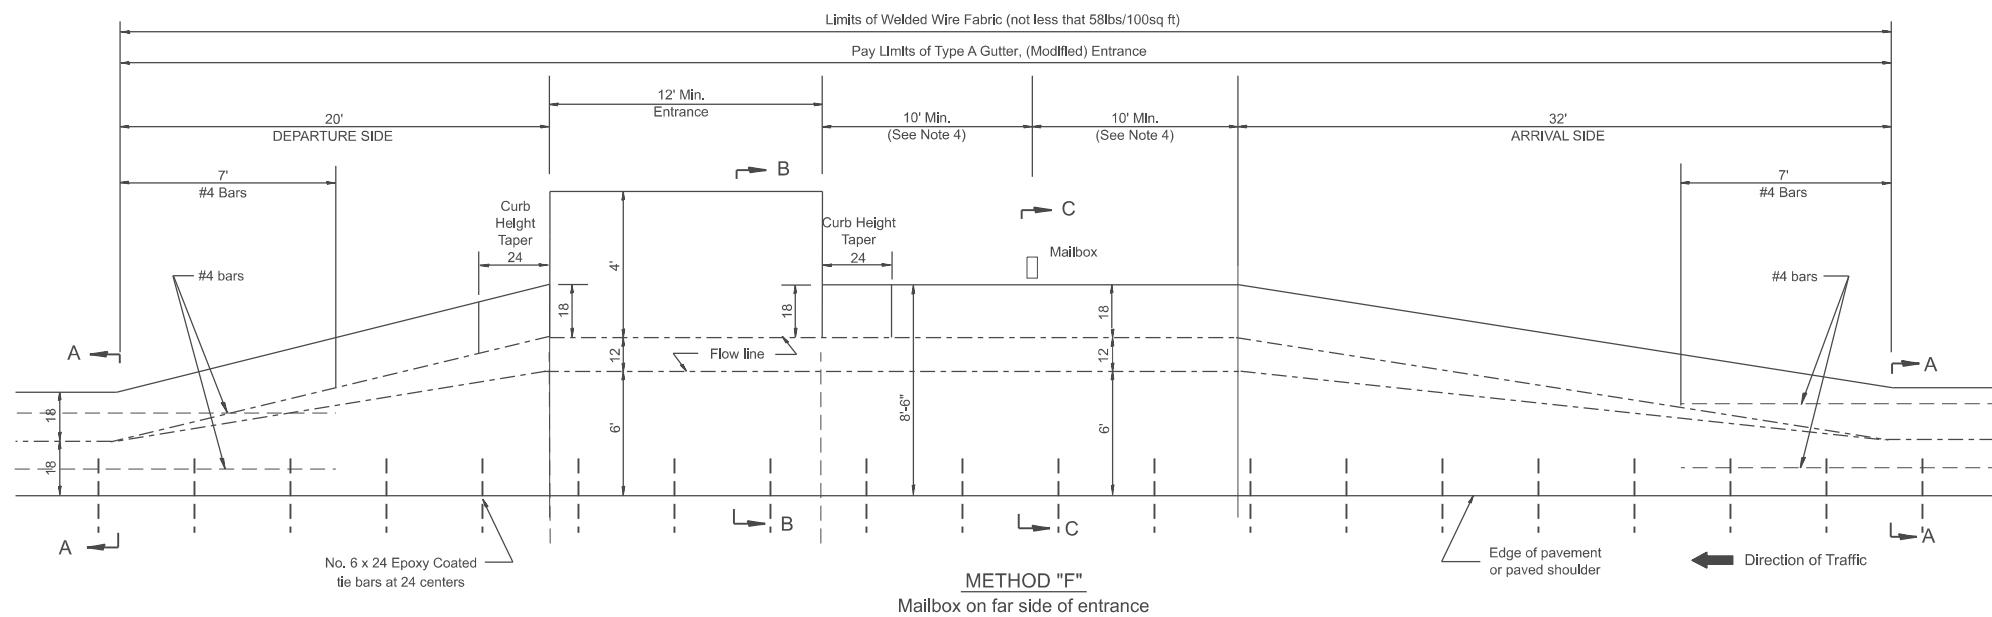 Limits of Welded Wire Fabric (not less that 58lbs/100sq ft)
Pay Limits of Type A Gutter, (Modified) Entrance
12' Min.
Entrance
20'
DEPARTURE SIDE
10' Min.
(See Note 4)
10' Min.
(See Note 4)
32'
ARRIVAL SIDE
7'
#4 Bars
B
7'
#4 Bars
Curb
Height
Taper
24
C
Curb Height
Taper
24
Mailbox
#4 bars
4'
#4 bars
18
18
18
A
Flow line
12
12
A
18
18
6'
8'-6"
6'
B
C
A
A
No. 6 x 24 Epoxy Coated
tie bars at 24 centers
Edge of pavement
or paved shoulder
Direction of Traffic
METHOD "F"
Mailbox on far side of entrance